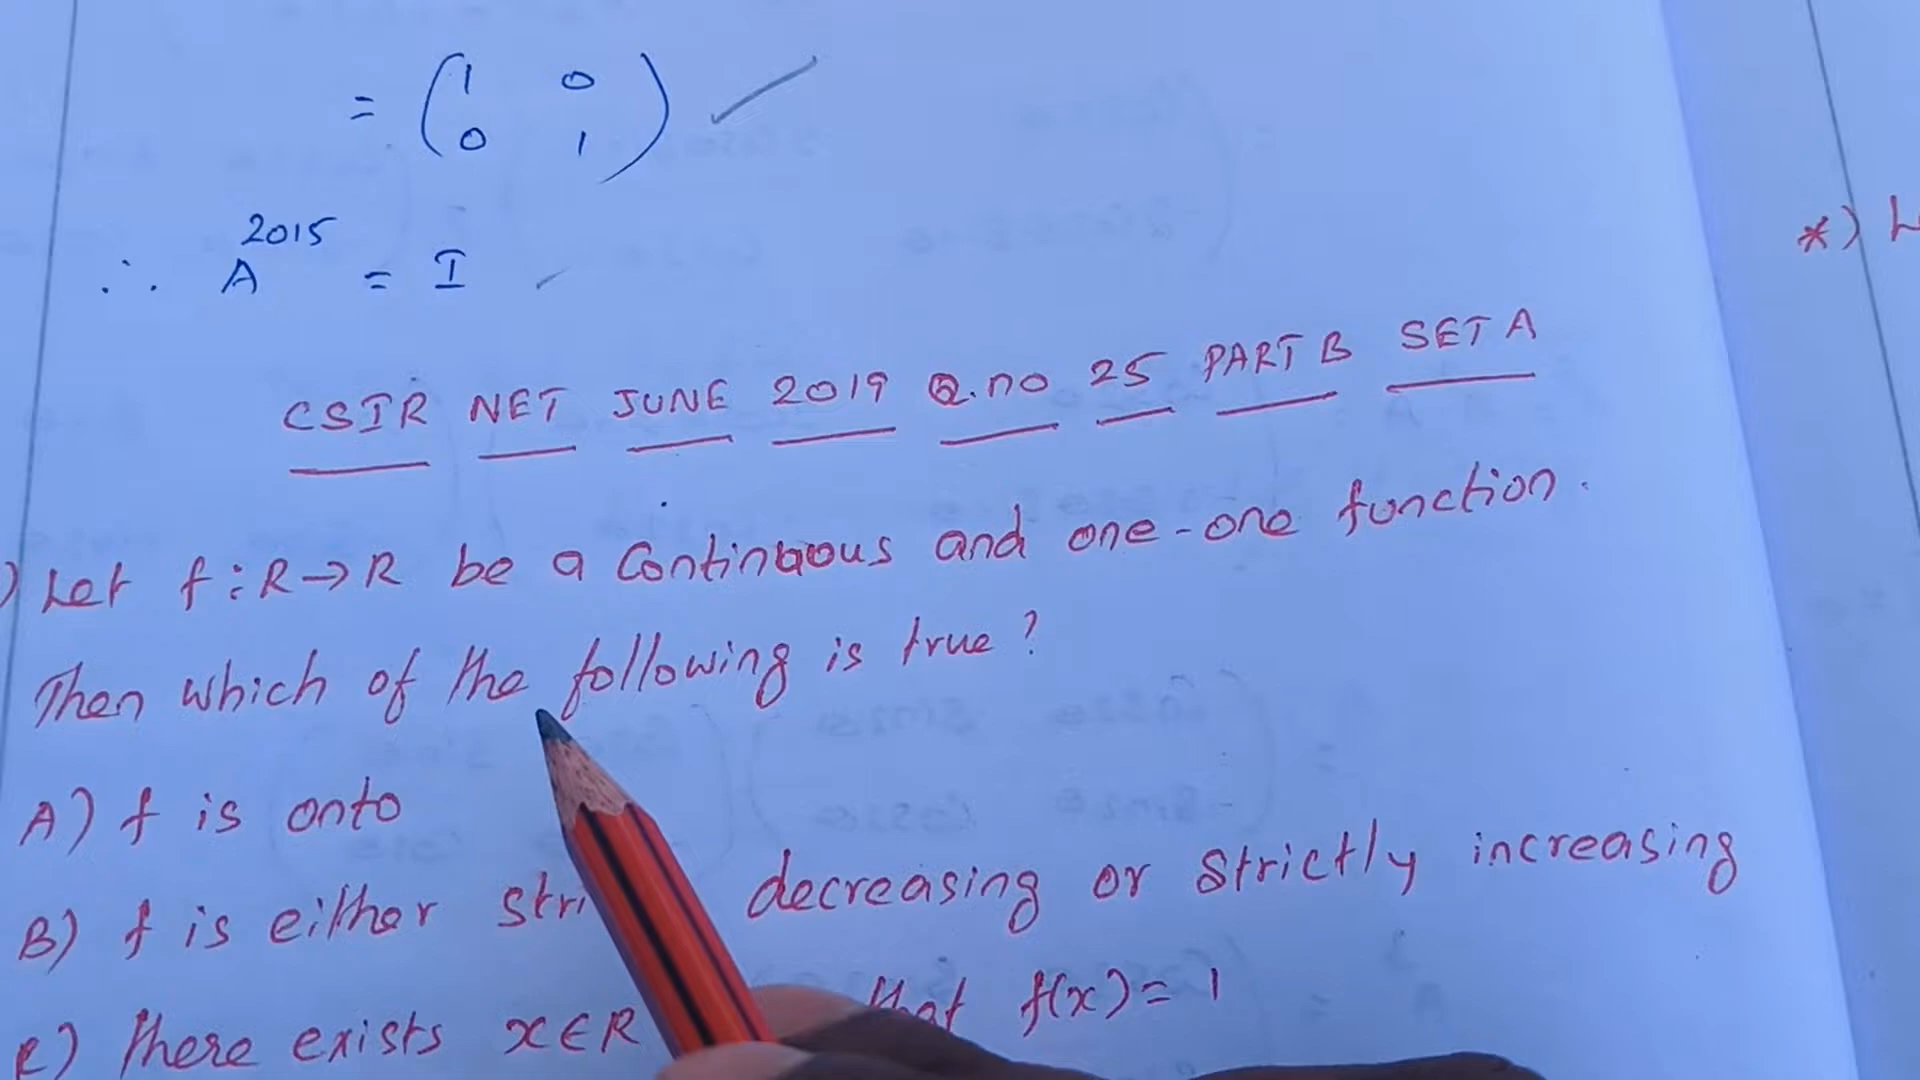 = (1 0
0 1)
∴ A^2015 = I
CSIR NET JUNE 2019 Q.no 25 PART B SET A
) Let f:R→R be a continuous and one-one function.
Then which of the following is true?
A) f is onto
B) f is either decreasing or strictly increasing
C) there exists x∈R that f(x)=1
*)